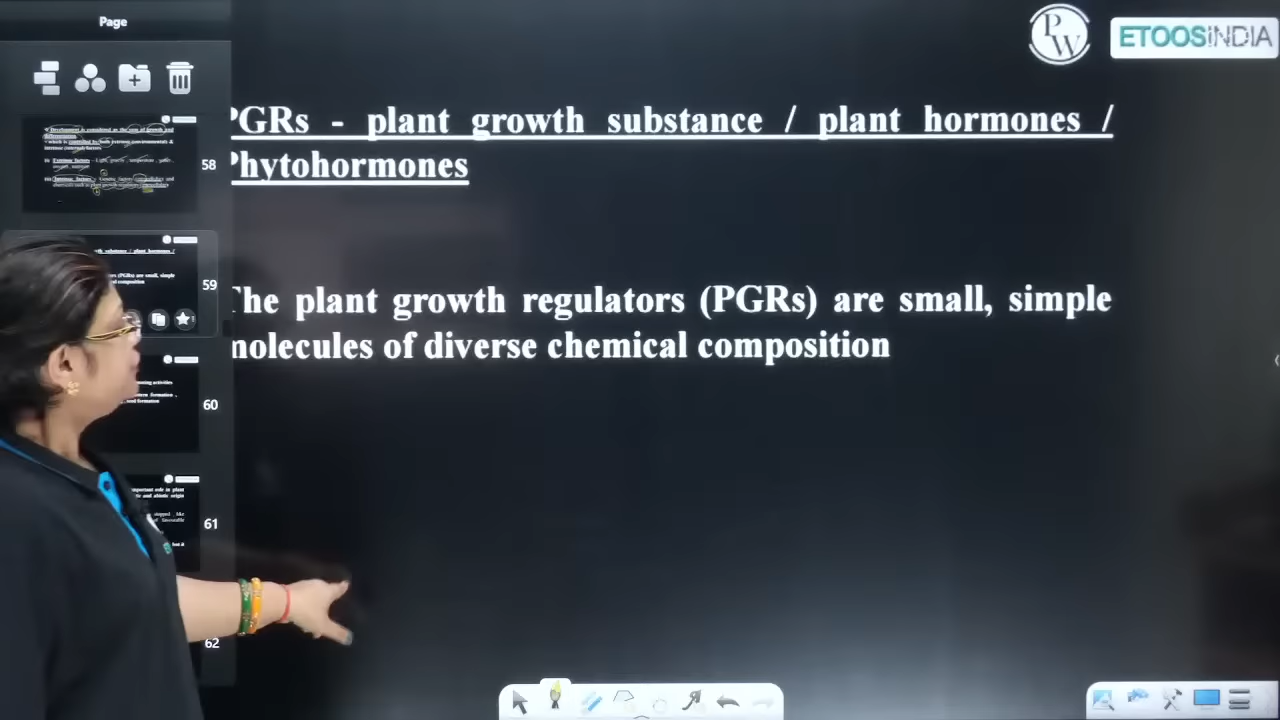 Page
PW
ETOOSINDIA
PGRs - plant growth substance / plant hormones /
Phytohormones
The plant growth regulators (PGRs) are small, simple
molecules of diverse chemical composition
58
59
60
61
62